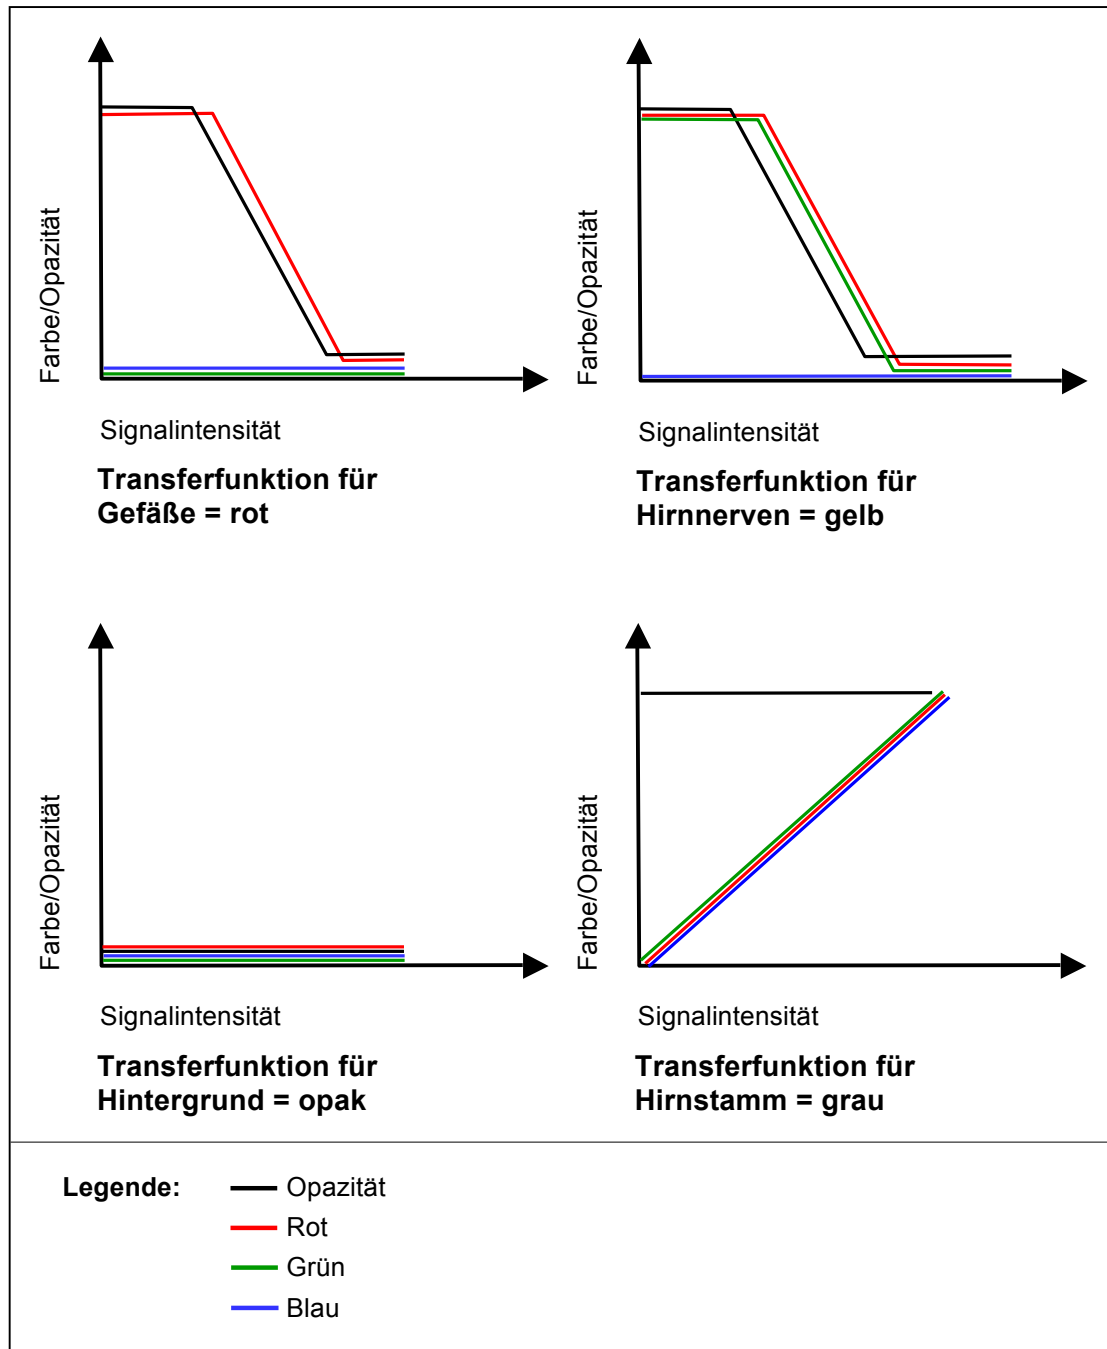 Farbe/Opazität
Signalintensität
Transferfunktion für
Gefäße = rot
Farbe/Opazität
Signalintensität
Transferfunktion für
Hirnnerven = gelb
Farbe/Opazität
Signalintensität
Transferfunktion für
Hintergrund = opak
Farbe/Opazität
Signalintensität
Transferfunktion für
Hirnstamm = grau
Legende:
Opazität
Rot
Grün
Blau